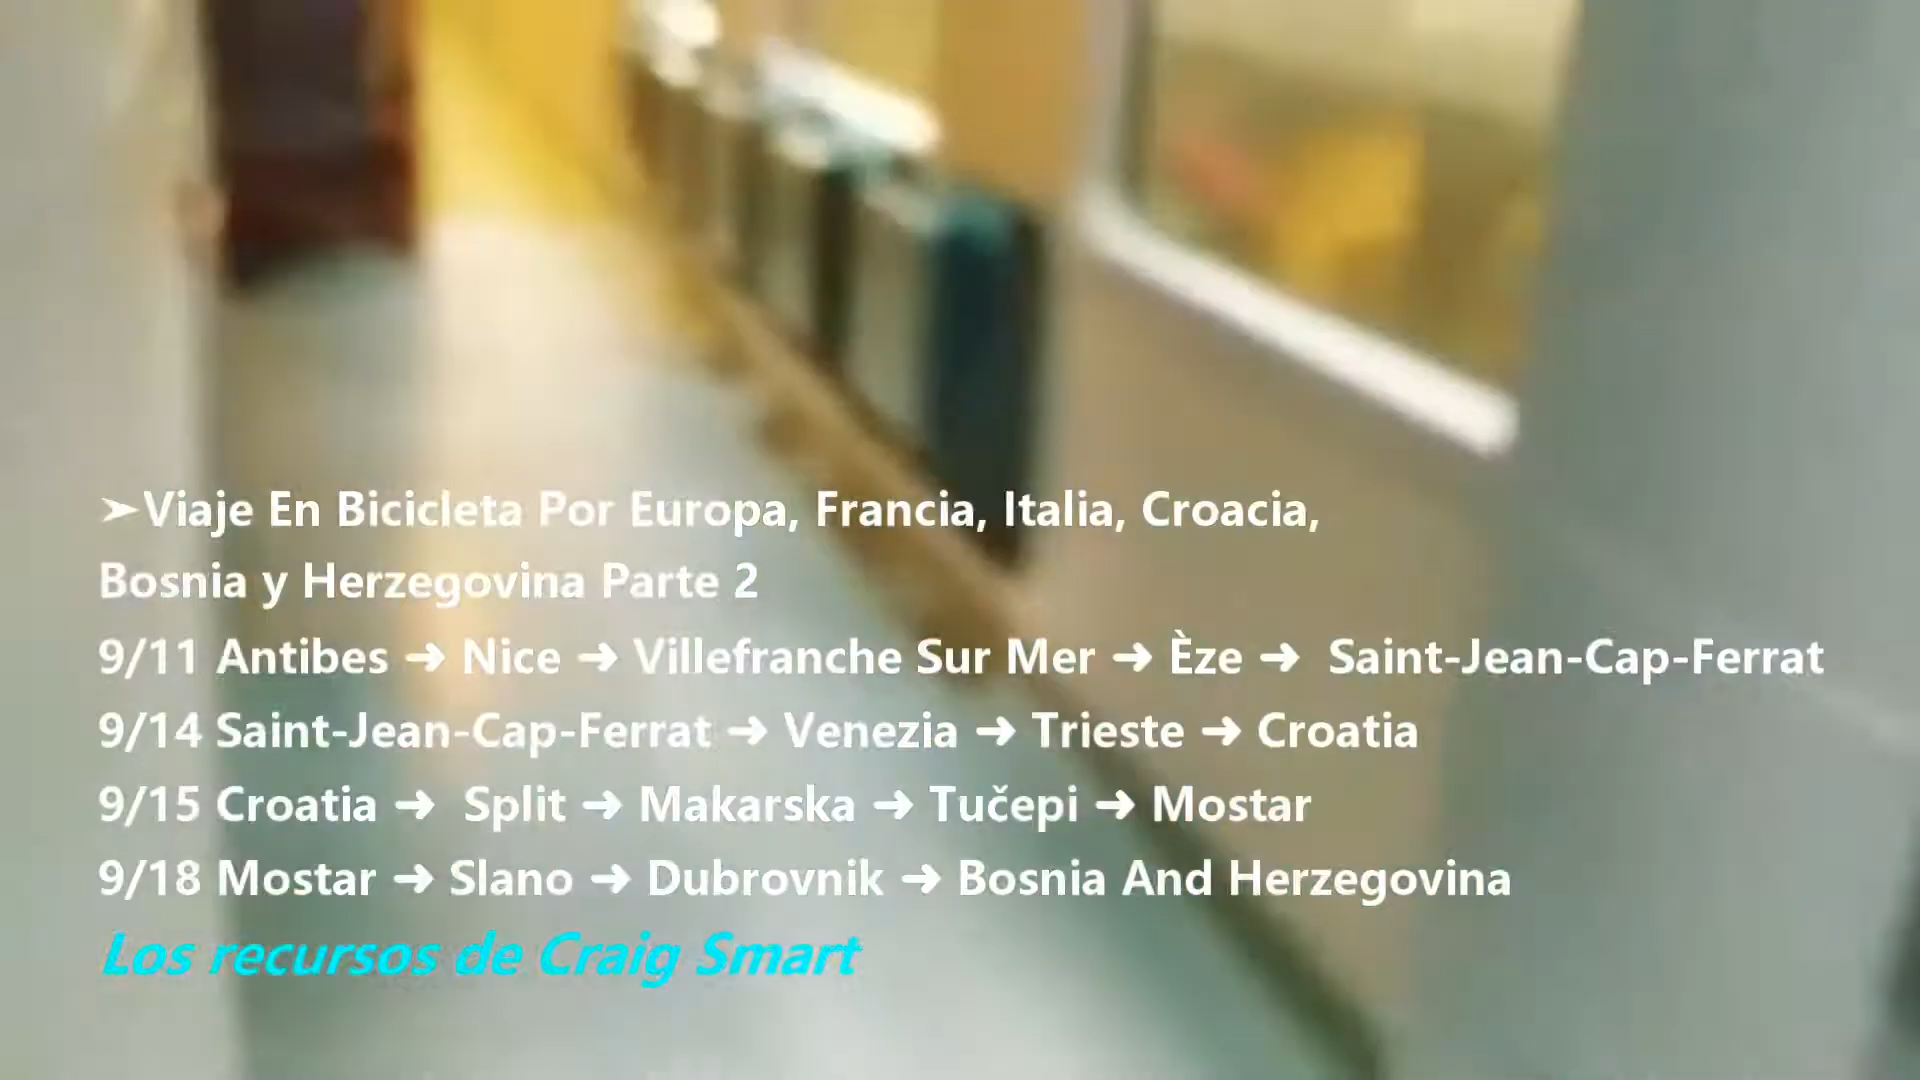 ➢Viaje En Bicicleta Por Europa, Francia, Italia, Croacia,
Bosnia y Herzegovina Parte 2
9/11 Antibes ➜ Nice ➜ Villefranche Sur Mer ➜ Èze ➜ Saint-Jean-Cap-Ferrat
9/14 Saint-Jean-Cap-Ferrat ➜ Venezia ➜ Trieste ➜ Croatia
9/15 Croatia ➜ Split ➜ Makarska ➜ Tučepi ➜ Mostar
9/18 Mostar ➜ Slano ➜ Dubrovnik ➜ Bosnia And Herzegovina
Los recursos de Craig Smart